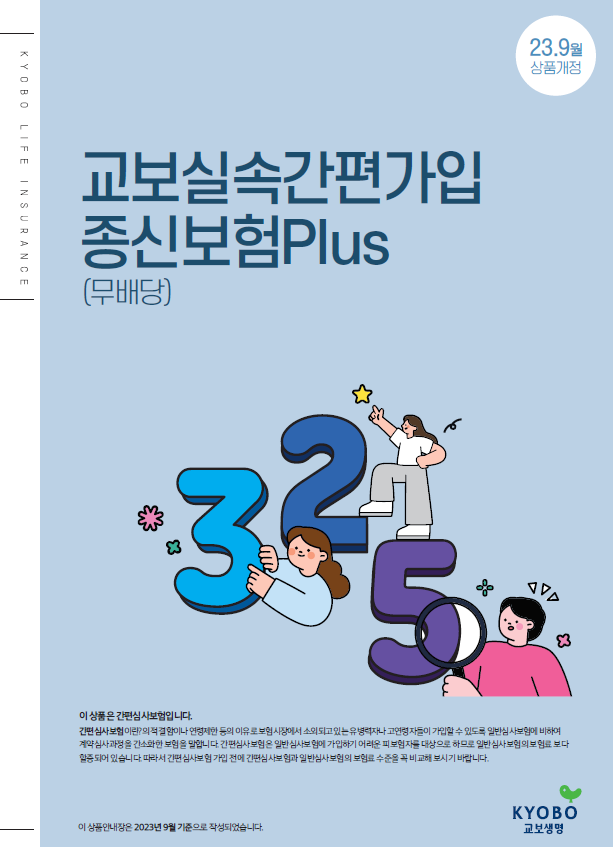 23.9월
상품개정
KYOBO LIFE INSURANCE
교보실속간편가입
종신보험Plus
(무배당)
3
2
5
이 상품은 간편심사보험입니다.
간편심사보험이란? 의적 결함이나 연령제한 등의 이유로 보험시장에서 소외되고 있는 유병력자나 고연령자들이 가입할 수 있도록 일반심사보험에 비하여
계약심사 과정을 간소화한 보험을 말합니다. 간편심사보험은 일반심사보험에 가입하기 어려운 피보험자를 대상으로 하므로 일반심사보험의 보험료 보다
할증되어 있습니다. 따라서 간편심사보험 가입 전에 간편심사보험과 일반심사보험의 보험료 수준을 꼭 비교해 보시기 바랍니다.
KYOBO
교보생명
이 상품안내장은 2023년 9월 기준으로 작성되었습니다.